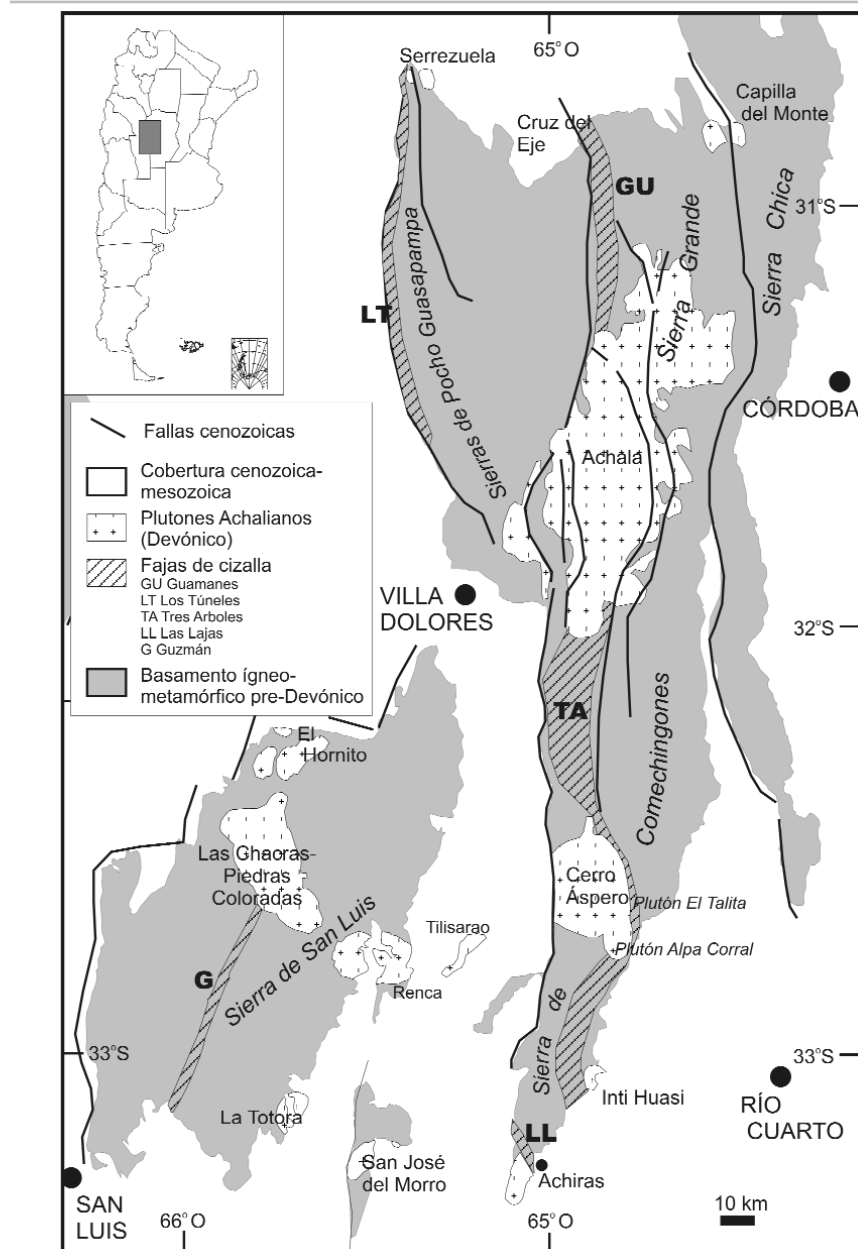 65°O
Serrezuela
Capilla
del Monte
Cruz del
Eje
GU
31°S
Sierra Chica
Sierra Grande
Sierras de Pocho Guasapampa
LT
CÓRDOBA
Achala
Fallas cenozoicas
Cobertura cenozoica-
mesozoica
Plutones Achalianos
(Devónico)
Fajas de cizalla
GU Guamanes
LT Los Túneles
TA Tres Arboles
LL Las Lajas
G Guzmán
Basamento ígneo-
metamórfico pre-Devónico
VILLA
DOLORES
32°S
TA
Sierra de Comechingones
El
Hornito
Las Chacras-
Piedras
Coloradas
Cerro
Áspero
Plutón El Talita
Plutón Alpa Corral
Tilisarao
Sierra de San Luis
G
Renca
33°S
33°S
Inti Huasi
RÍO
CUARTO
La Totora
LL
San José
del Morro
Achiras
SAN
LUIS
66°O
65°O
10 km